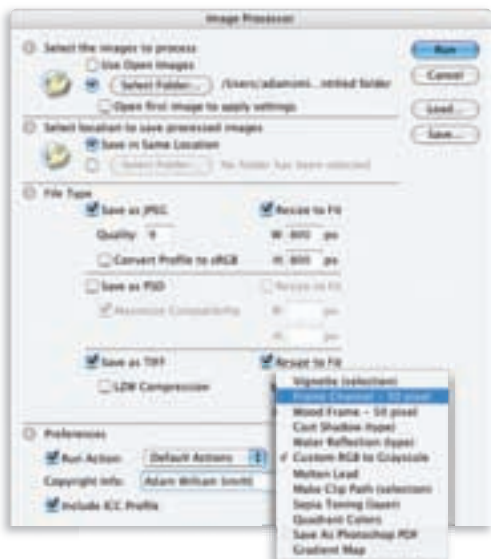 Image Processor
Select the images to process
Use Open Images
Select Folder... /Users/adamsmi... folder
Open first image to apply settings
Run
Cancel
Load...
Save...
Select location to save processed images
Save in Same Location
Select Folder... No folder has been selected
File Type
Save as JPEG Resize to Fit
Quality: W: 800 px
Convert Profile to sRGB H: 800 px
Save as PSD Resize to Fit
Maximize Compatibility W: px
H: px
Save as TIFF Resize to Fit
LZW Compression
Preferences
Run Action: Default Actions
Copyright Info: Adam William Smith
Include ICC Profile
Vignette (selection)
Frame Channel - 50 pixel
Wood Frame - 50 pixel
Cast Shadow (type)
Water Reflection (type)
✓ Custom RGB to Grayscale
Molten Lead
Make Clip Path (selection)
Sepia Toning (layer)
Quadrant Colors
Save As Photoshop PDF
Gradient Map